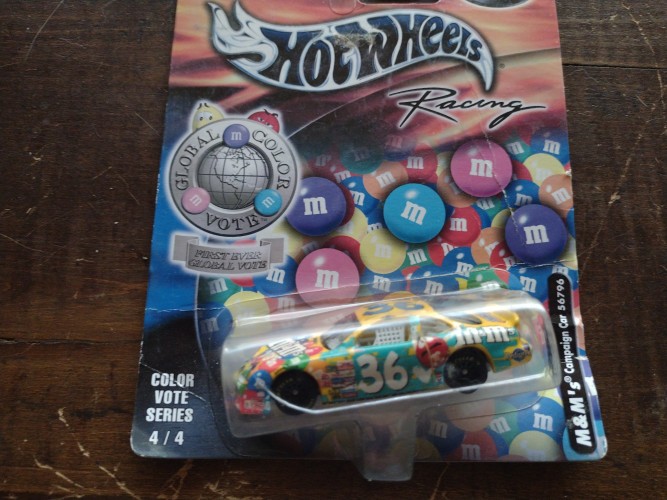 HOT WHEELS
Racing
GLOBAL COLOR
VOTE
FIRST EVER
GLOBAL VOTE
m
m
m
m
m
m
m
m
COLOR
VOTE
SERIES
4/4
36
m&m's
M&M's® Campaign Car 56796